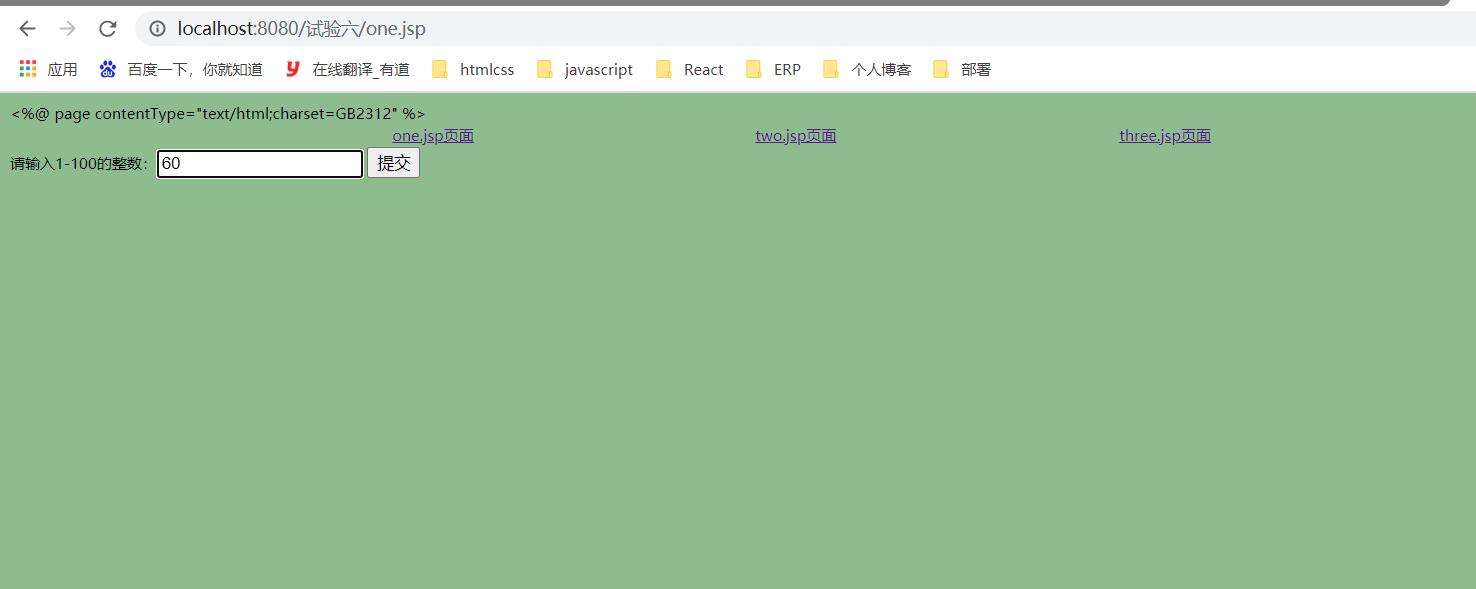 localhost:8080/试验六/one.jsp
应用 百度一下，你就知道 在线翻译_有道 htmlcss javascript React ERP 个人博客 部署
<%@ page contentType="text/html;charset=GB2312" %>
one.jsp页面 two.jsp页面 three.jsp页面
请输入1-100的整数： 60 提交